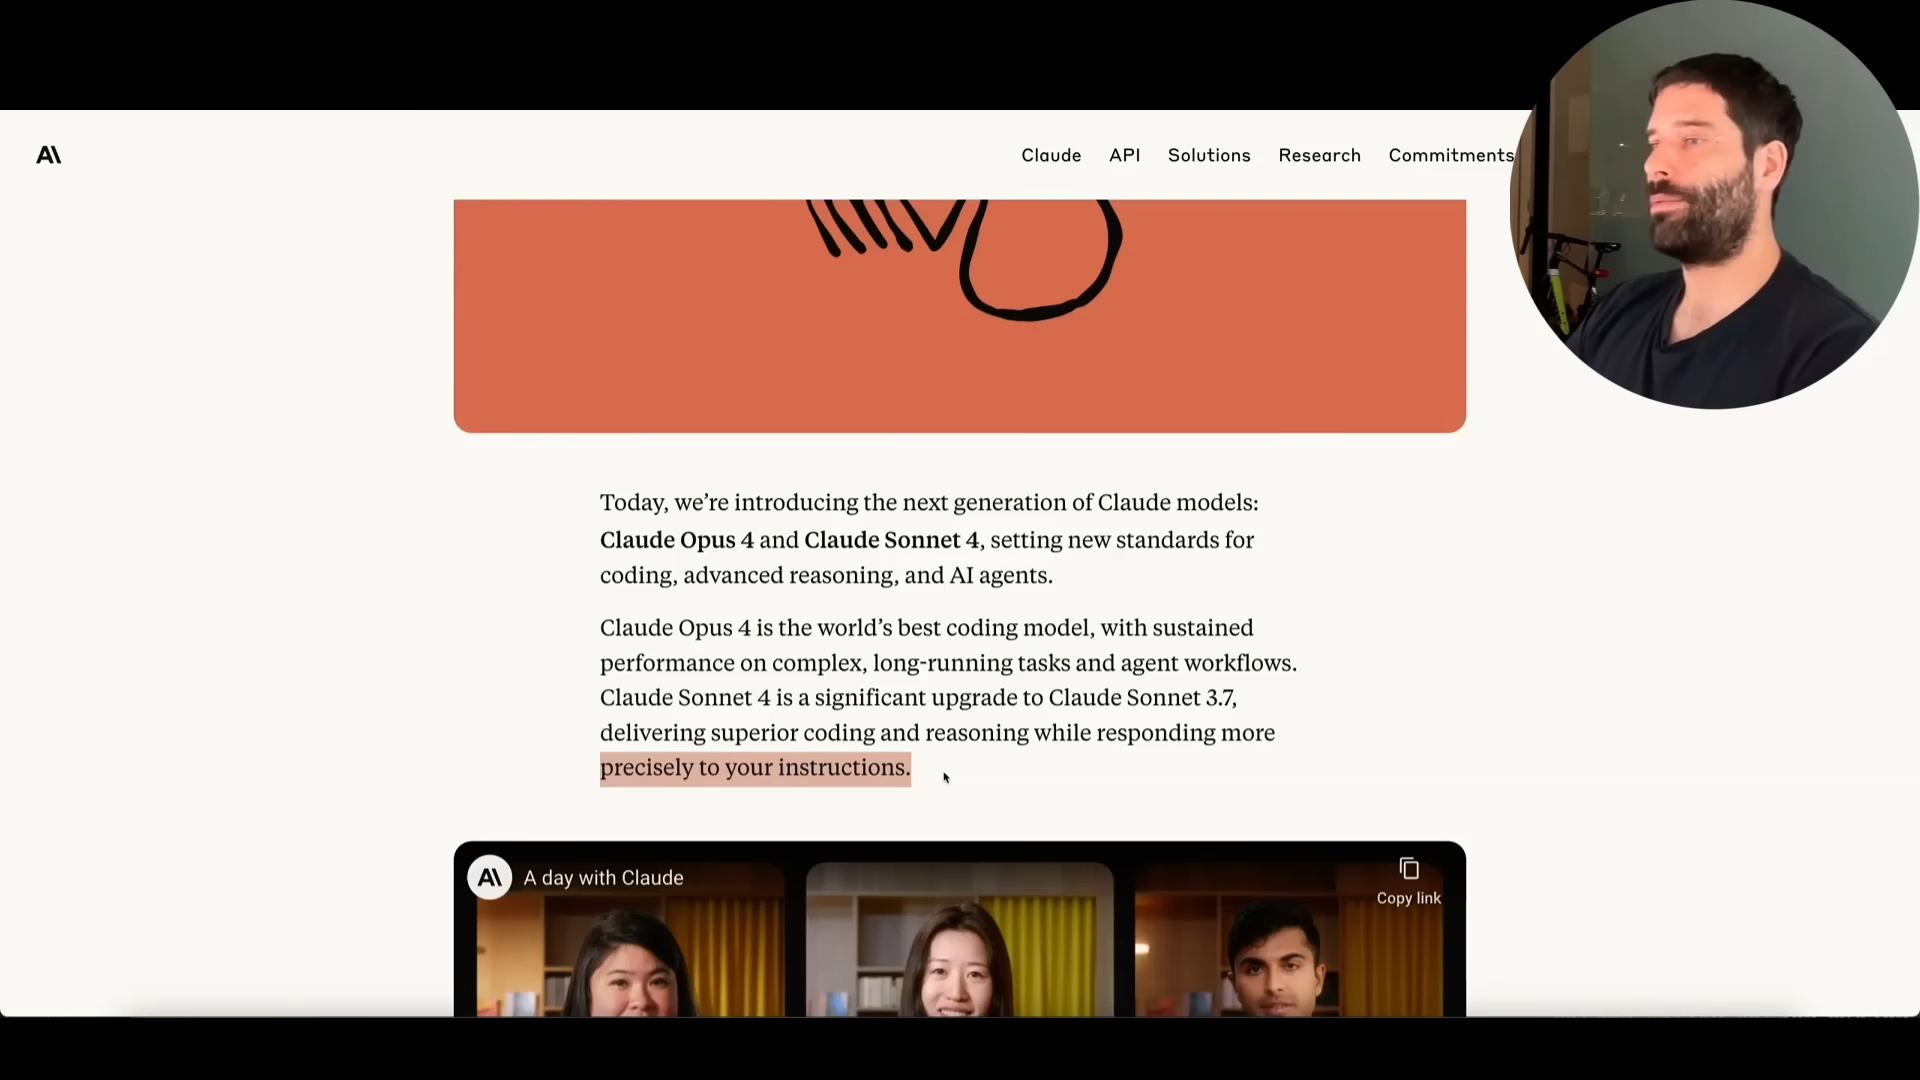 Claude API Solutions Research Commitments
Today, we’re introducing the next generation of Claude models:
Claude Opus 4 and Claude Sonnet 4, setting new standards for
coding, advanced reasoning, and AI agents.
Claude Opus 4 is the world’s best coding model, with sustained
performance on complex, long-running tasks and agent workflows.
Claude Sonnet 4 is a significant upgrade to Claude Sonnet 3.7,
delivering superior coding and reasoning while responding more
precisely to your instructions.
A day with Claude
Copy link